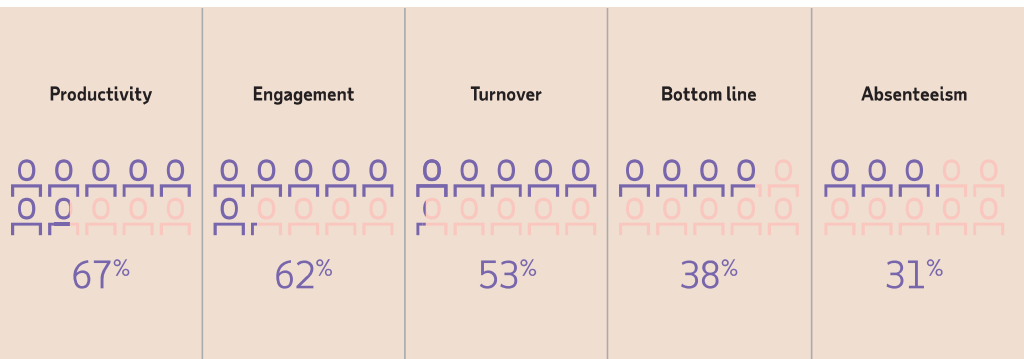 Productivity
Engagement
Turnover
Bottom line
Absenteeism
67%
62%
53%
38%
31%